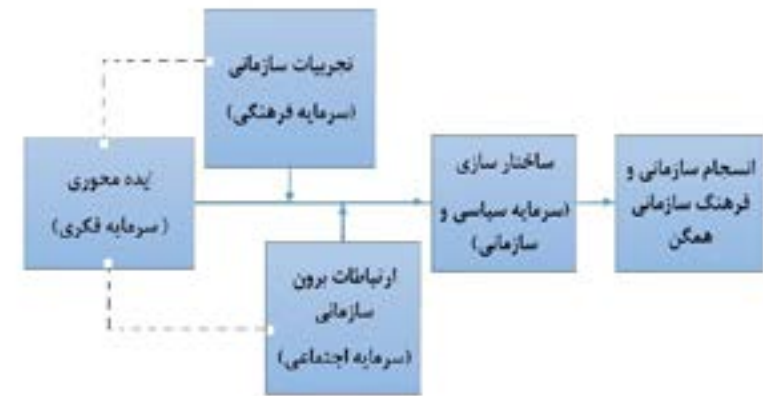 تجربیات سازمانی
(سرمایه فرهنگی)
ایده محوری
(سرمایه فکری)
ارتباطات برون
سازمانی
(سرمایه اجتماعی)
ساختار سازی
(سرمایه سیاسی و
سازمانی)
انسجام سازمانی و
فرهنگ سازمانی
همگن